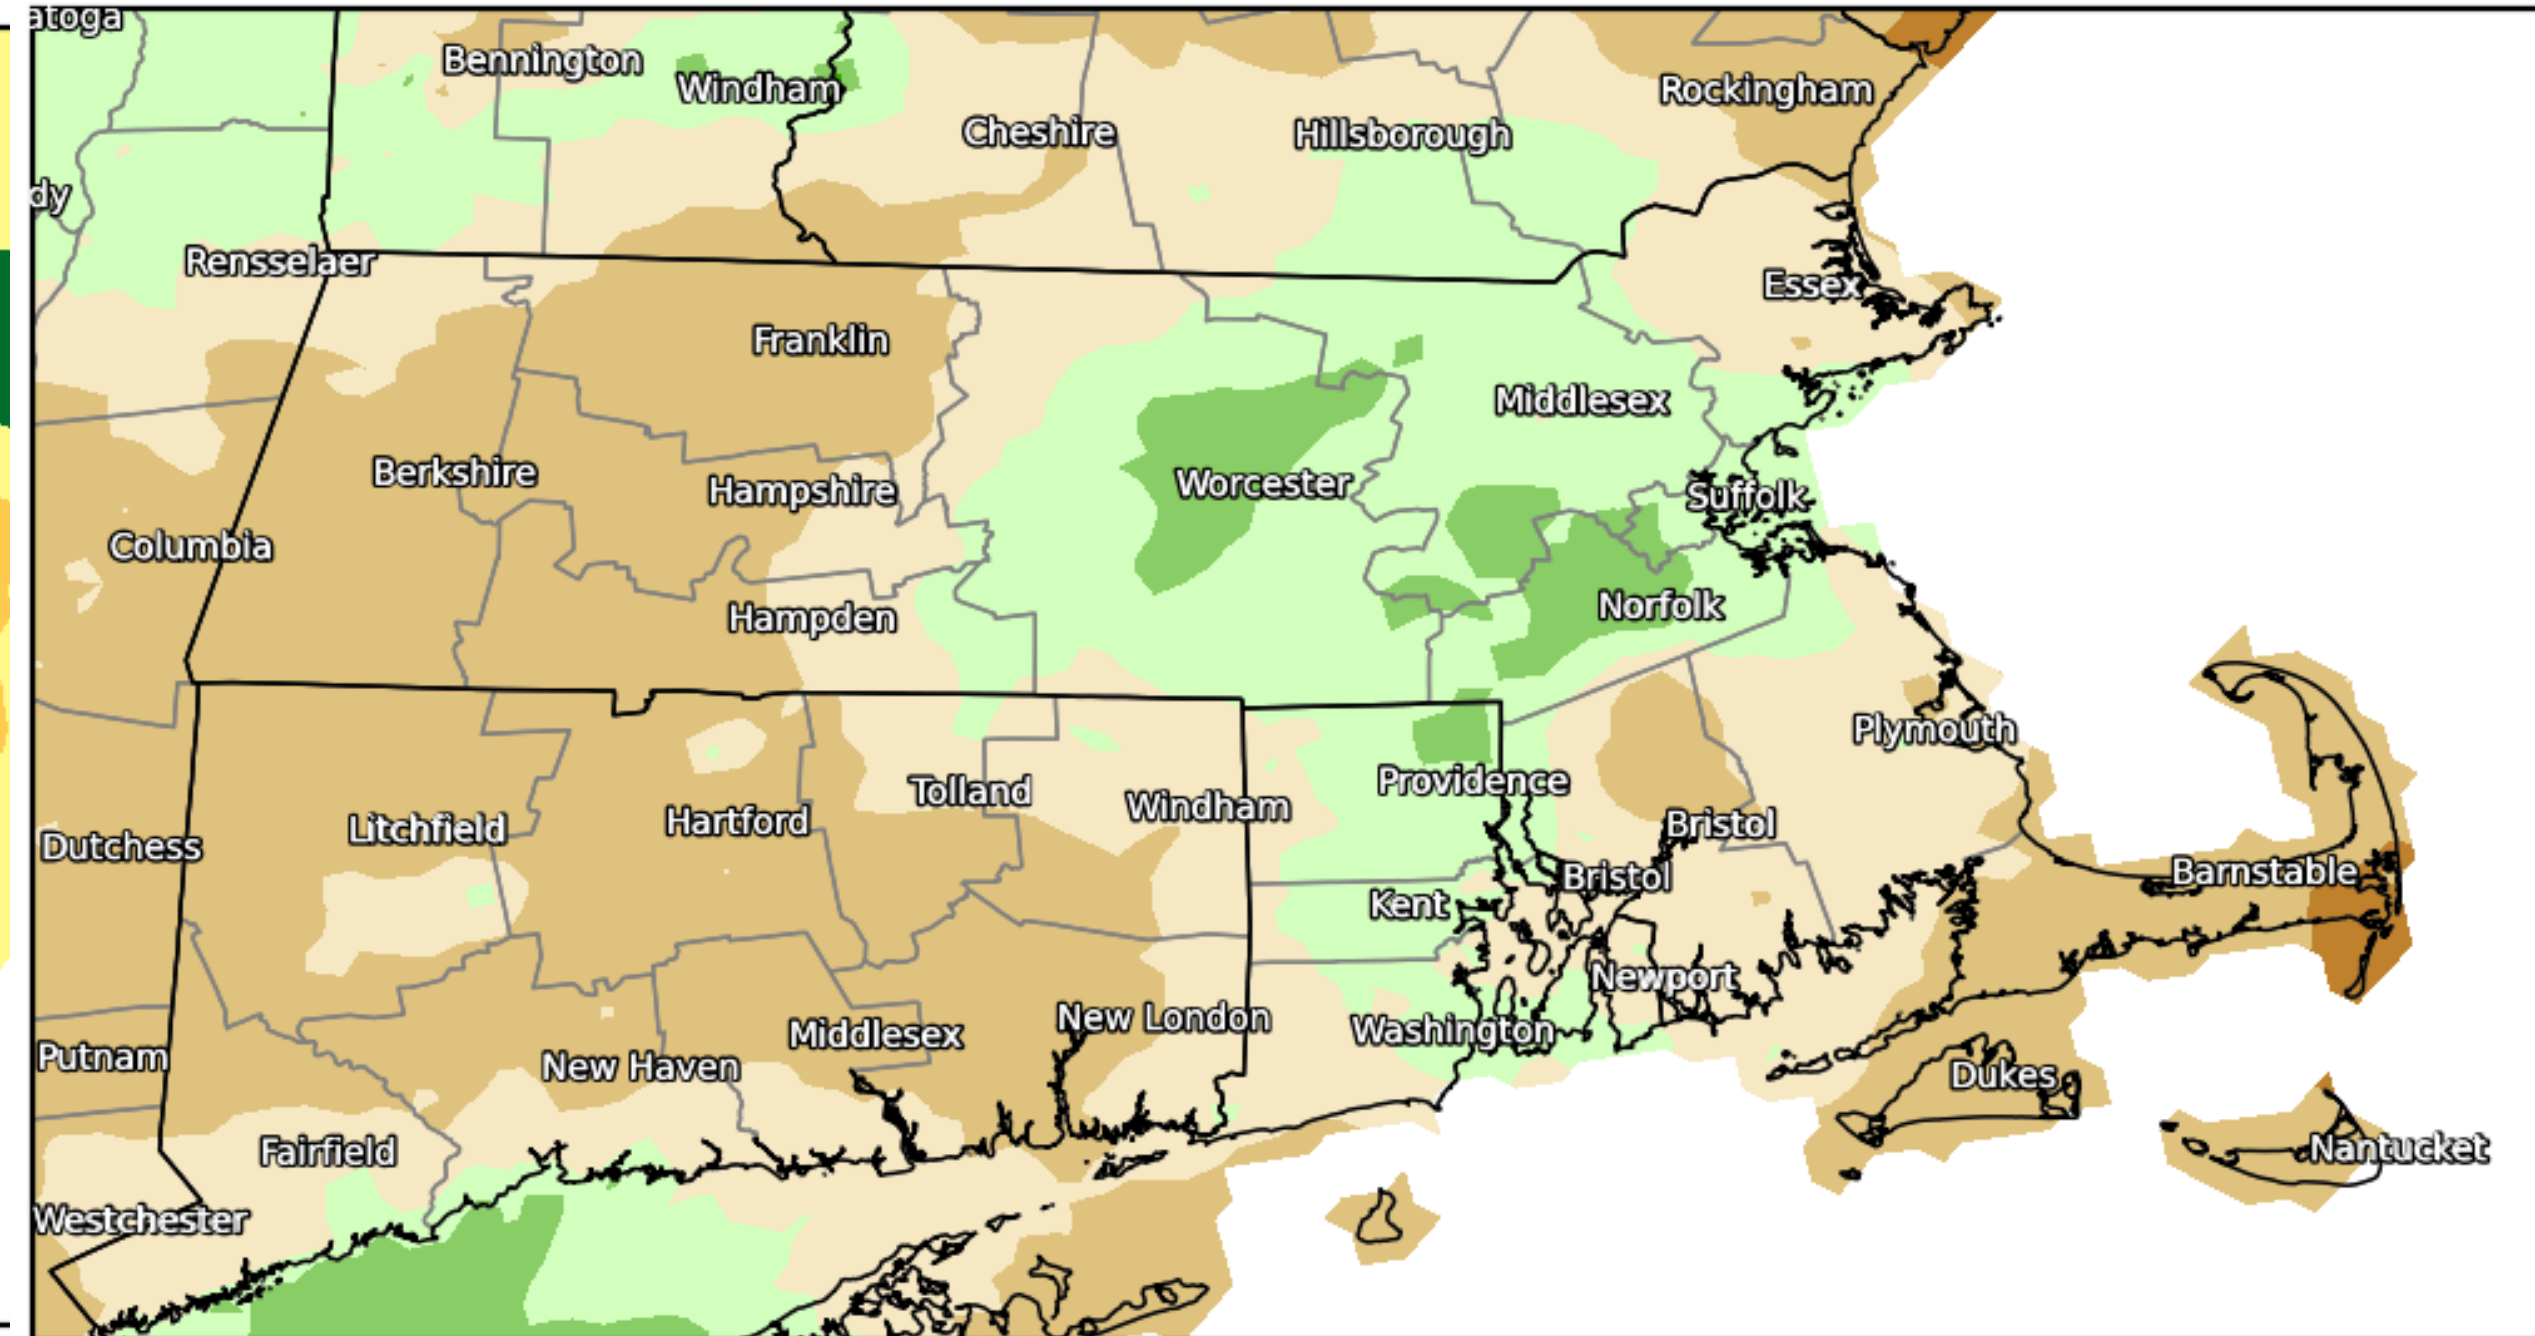 atoga
Bennington
Windham
Rockingham
Cheshire
Hillsborough
dy
Rensselaer
Essex
Franklin
Middlesex
Berkshire
Hampshire
Worcester
Suffolk
Columbia
Norfolk
Hampden
Plymouth
Providence
Tolland
Windham
Hartford
Litchfield
Bristol
Dutchess
Barnstable
Bristol
Kent
Newport
New London
Washington
Middlesex
Putnam
New Haven
Dukes
Fairfield
Nantucket
Westchester